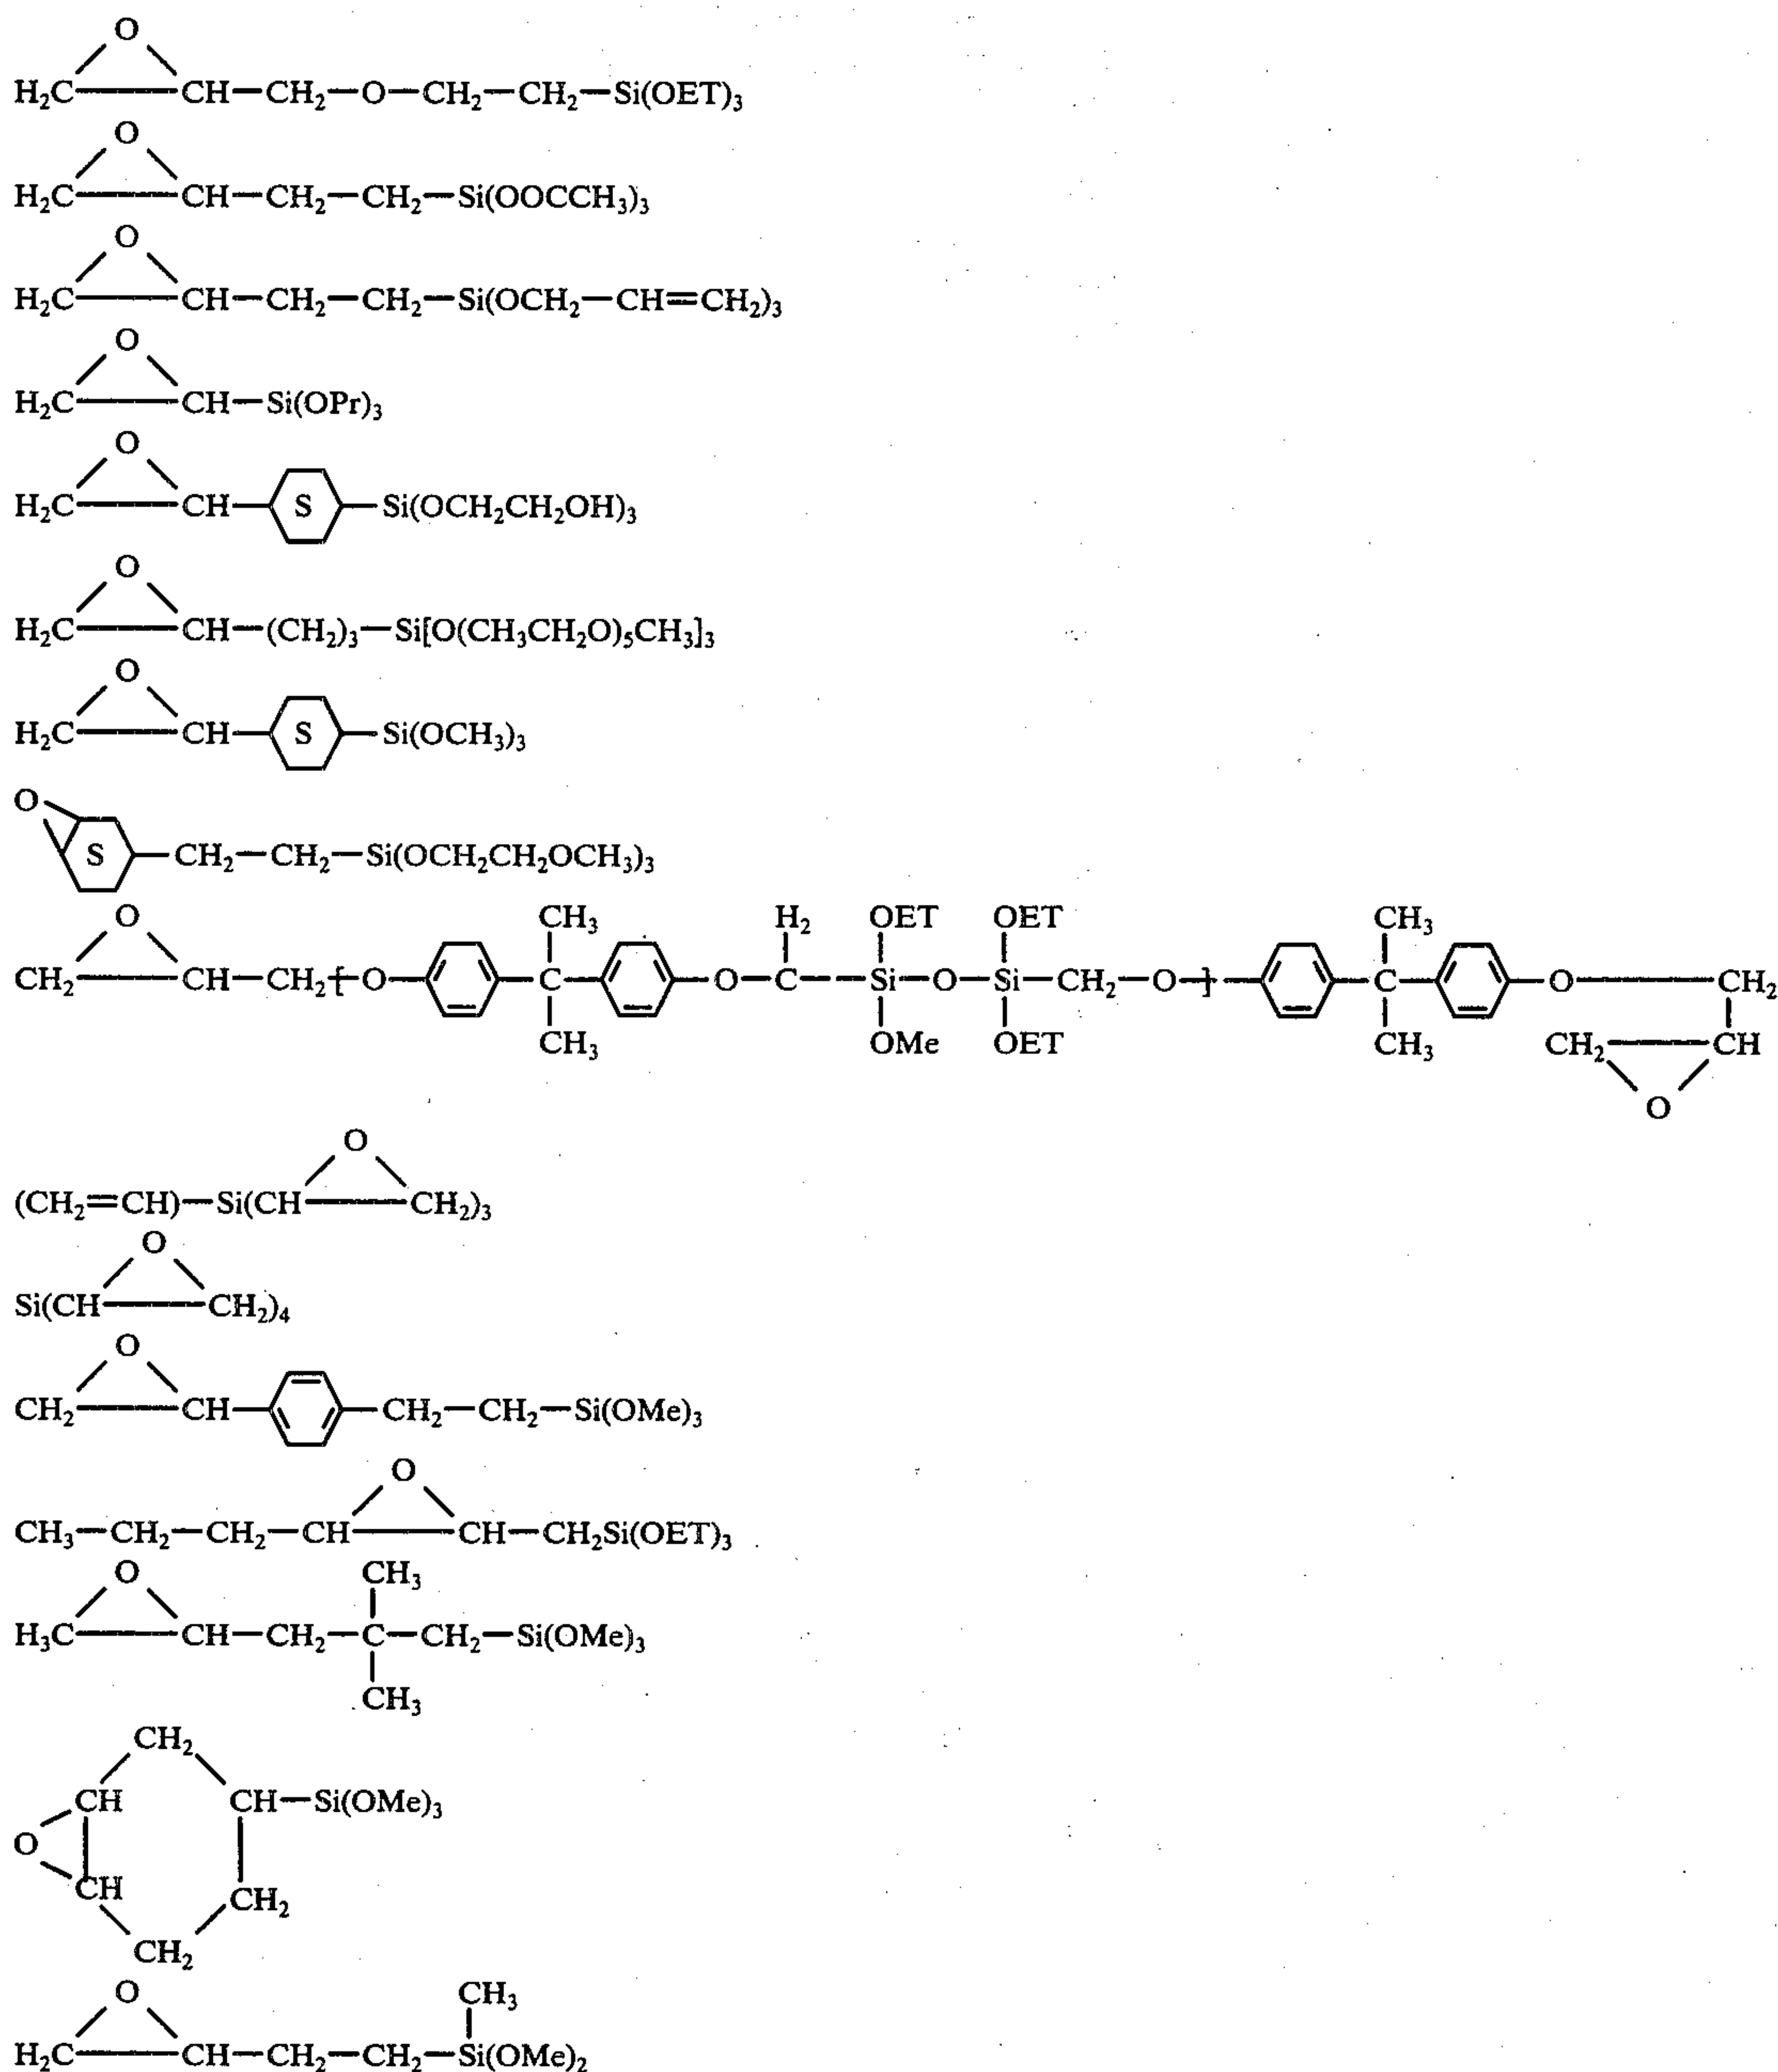 O
H₂C—CH—CH₂—O—CH₂—CH₂—Si(OET)₃
O
H₂C—CH—CH₂—CH₂—Si(OOCCH₃)₃
O
H₂C—CH—CH₂—CH₂—Si(OCH₂—CH=CH₂)₃
O
H₂C—CH—Si(OPr)₃
O
H₂C—CH—S—Si(OCH₂CH₂OH)₃
O
H₂C—CH—(CH₂)₃—Si[O(CH₃CH₂O)₅CH₃]₃
O
H₂C—CH—S—Si(OCH₃)₃
O
S—CH₂—CH₂—Si(OCH₂CH₂OCH₃)₃
O CH₃ H₂ OET OET CH₃
CH₂—CH—CH₂[O—C—O—C—Si—O—Si—CH₂—O]—C—O—CH₂
CH₃ OMe OET CH₃ CH₂—CH
O
O
(CH₂=CH)—Si(CH—CH₂)₃
O
Si(CH—CH₂)₄
O
CH₂—CH—CH₂—CH₂—Si(OMe)₃
O
CH₃—CH₂—CH₂—CH—CH—CH₂Si(OET)₃
O CH₃
H₃C—CH—CH₂—C—CH₂—Si(OMe)₃
CH₃
CH₂
CH CH—Si(OMe)₃
O
CH CH₂
CH₂
O CH₃
H₂C—CH—CH₂—CH₂—Si(OMe)₂